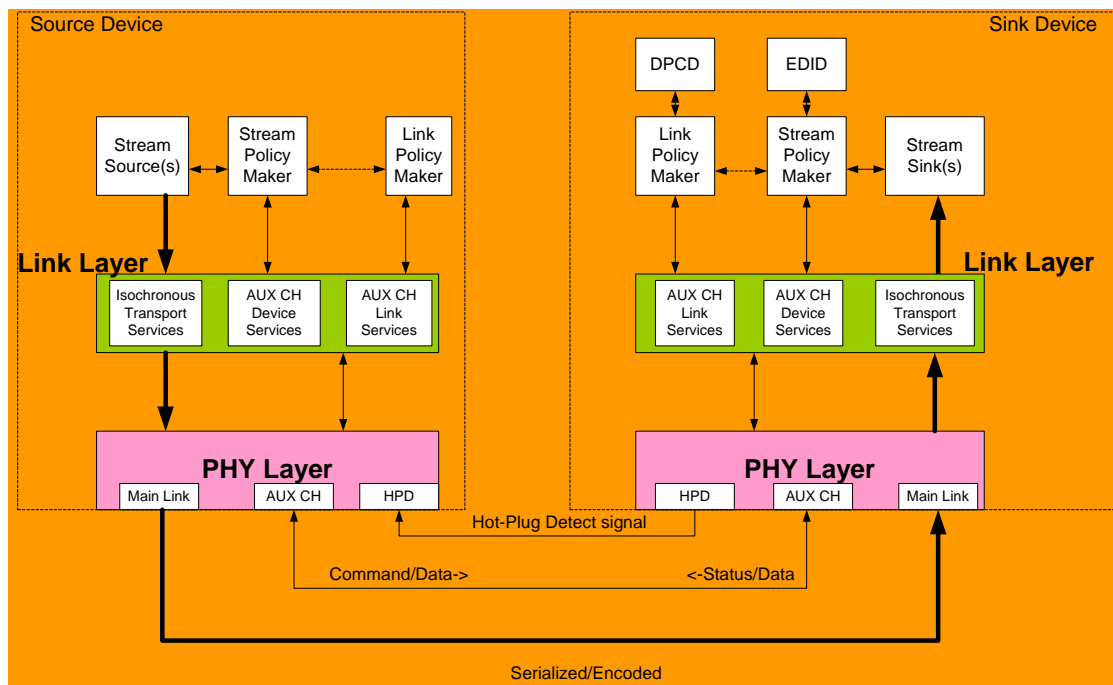 Source Device
Sink Device
DPCD
EDID
Stream
Source(s)
Stream
Policy
Maker
Link
Policy
Maker
Link
Policy
Maker
Stream
Policy
Maker
Stream
Sink(s)
Link Layer
Link Layer
Isochronous
Transport
Services
AUX CH
Device
Services
AUX CH
Link
Services
AUX CH
Link
Services
AUX CH
Device
Services
Isochronous
Transport
Services
PHY Layer
PHY Layer
Main Link
AUX CH
HPD
HPD
AUX CH
Main Link
Hot-Plug Detect signal
Command/Data->
<-Status/Data
Serialized/Encoded